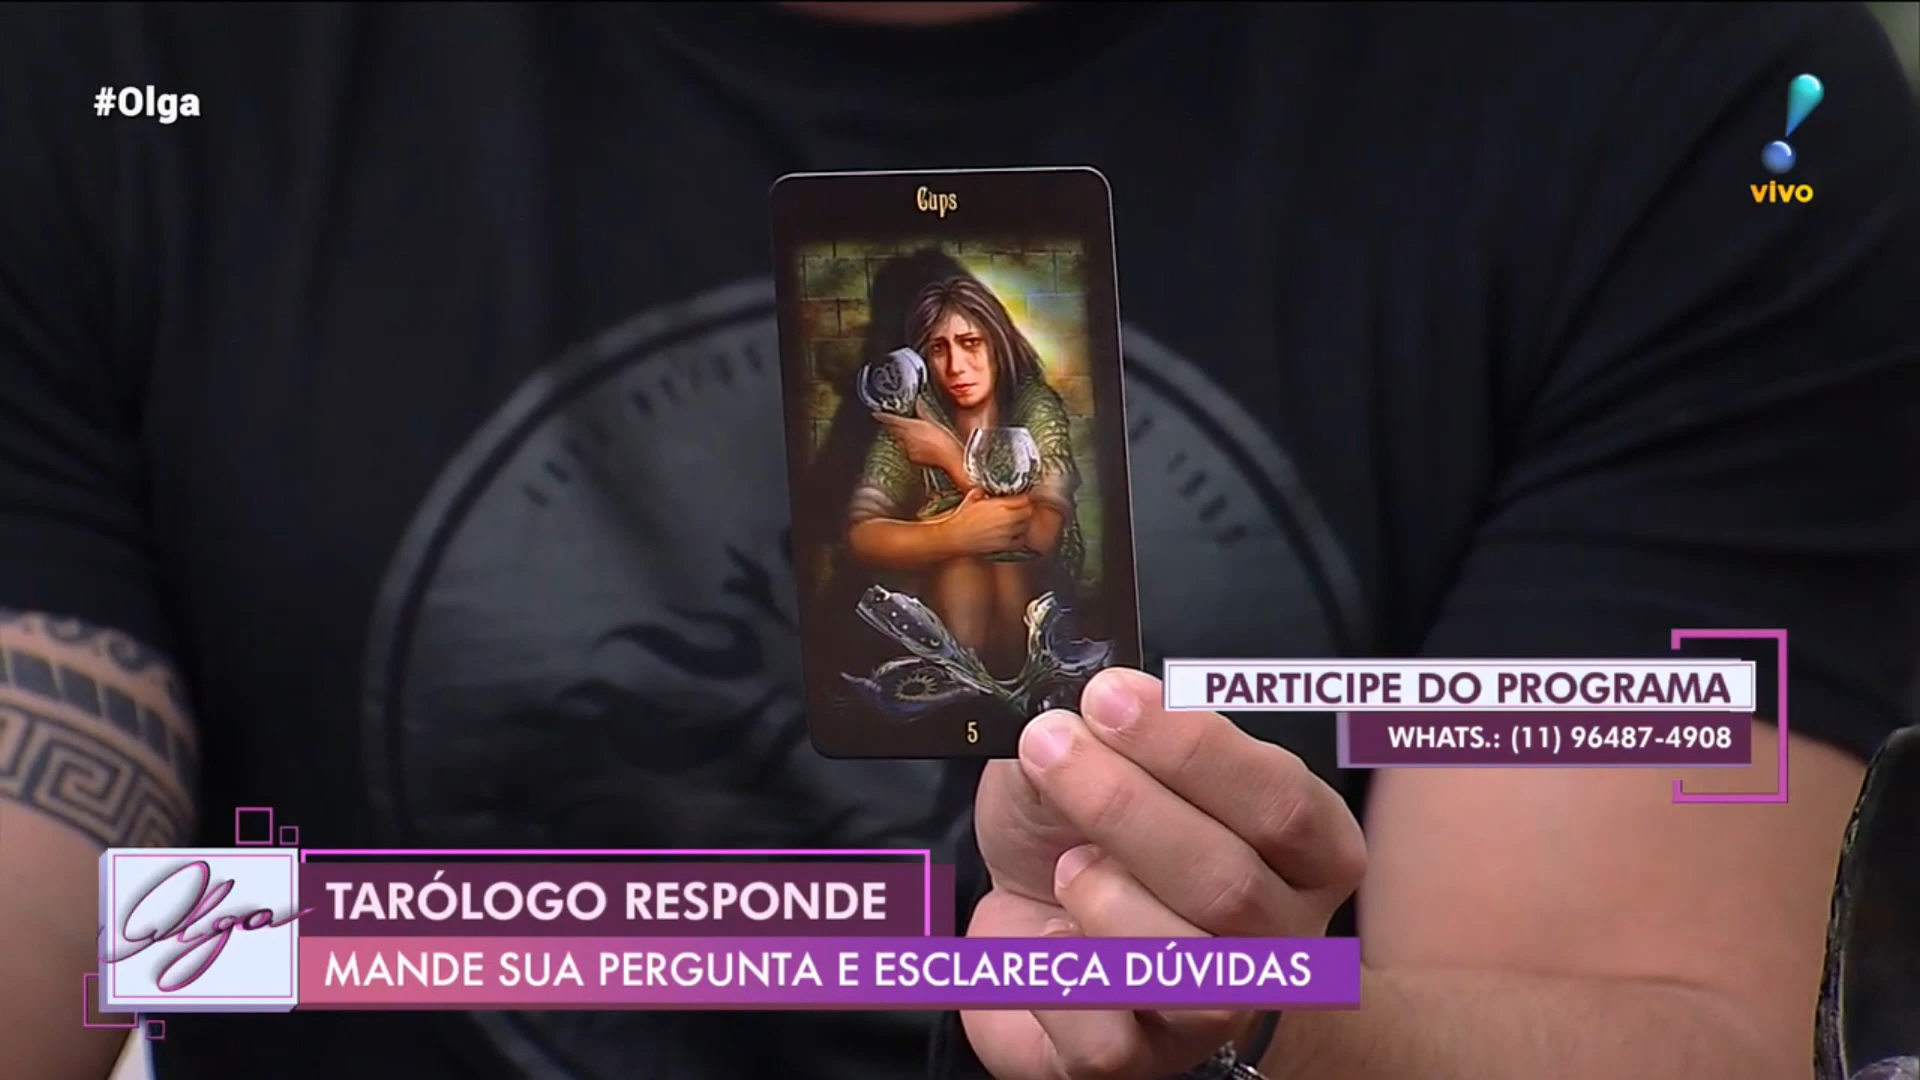 #Olga
vivo
Cups
5
PARTICIPE DO PROGRAMA
WHATS.: (11) 96487-4908
Olga
TARÓLOGO RESPONDE
MANDE SUA PERGUNTA E ESCLAREÇA DÚVIDAS